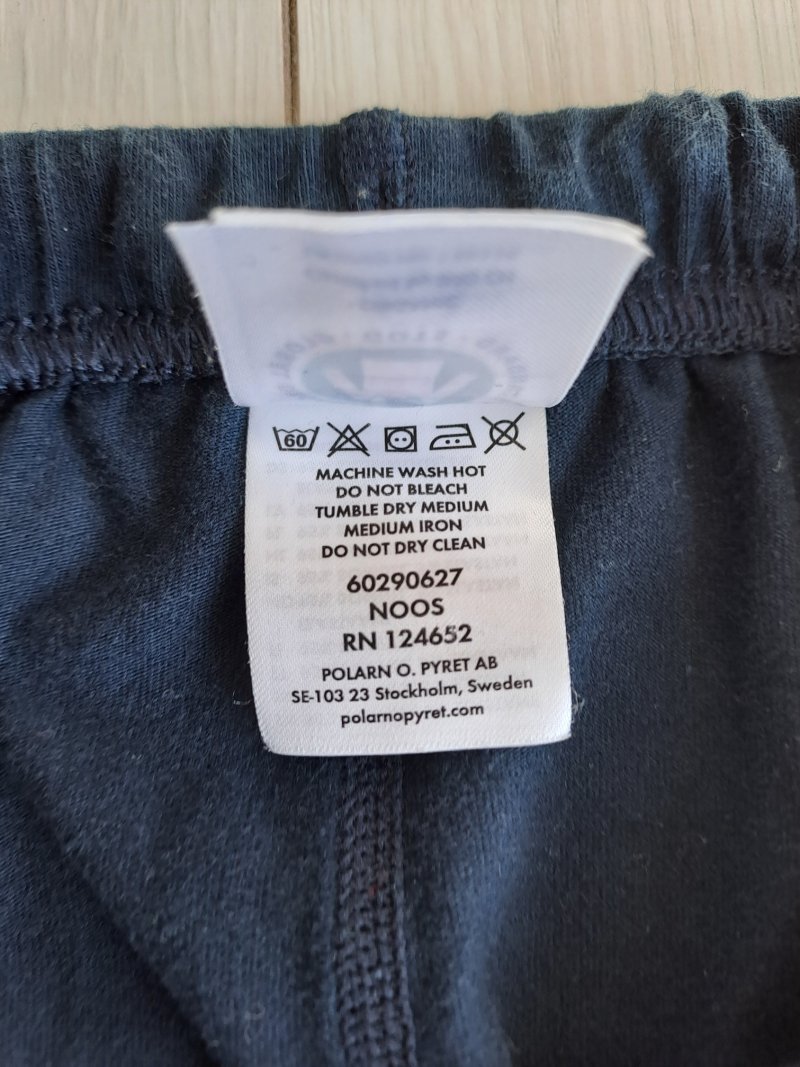 60
MACHINE WASH HOT
DO NOT BLEACH
TUMBLE DRY MEDIUM
MEDIUM IRON
DO NOT DRY CLEAN
60290627
NOOS
RN 124652
POLARN O. PYRET AB
SE-103 23 Stockholm, Sweden
polarnopyret.com